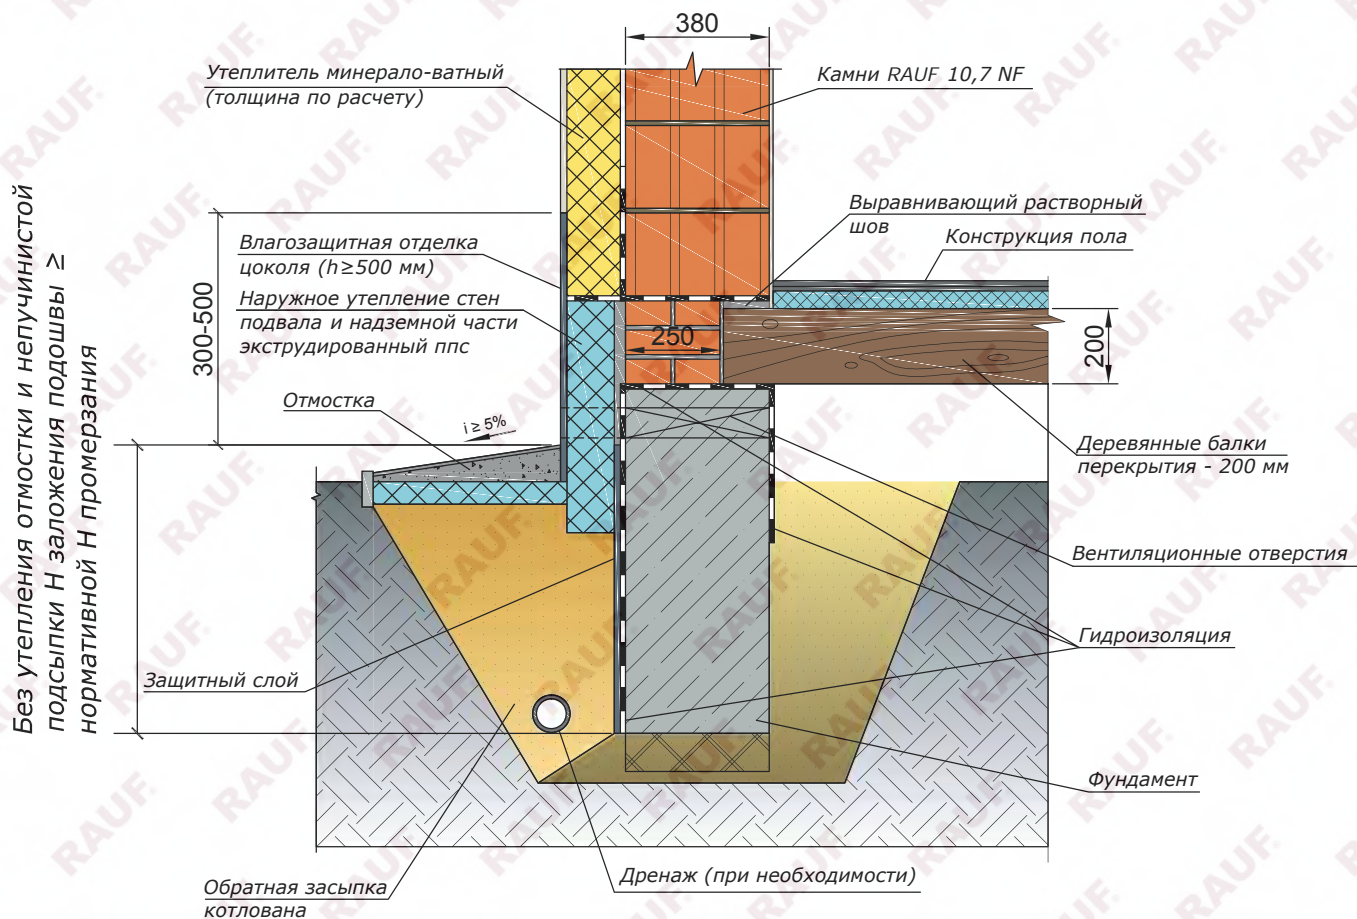 380
Утеплитель минерало-ватный
(толщина по расчету)
Камни RAUF 10,7 NF
Выравнивающий растворный
шов
Конструкция пола
Влагозащитная отделка
цоколя (h≥500 мм)
Наружное утепление стен
подвала и надземной части
экструдированный ппс
300-500
250
200
Отмостка
i ≥ 5%
Деревянные балки
перекрытия - 200 мм
Вентиляционные отверстия
Гидроизоляция
Без утепления отмостки и непучинистой
подсыпки Н заложения подошвы ≥
нормативной Н промерзания
Защитный слой
Фундамент
Дренаж (при необходимости)
Обратная засыпка
котлована
RAUF